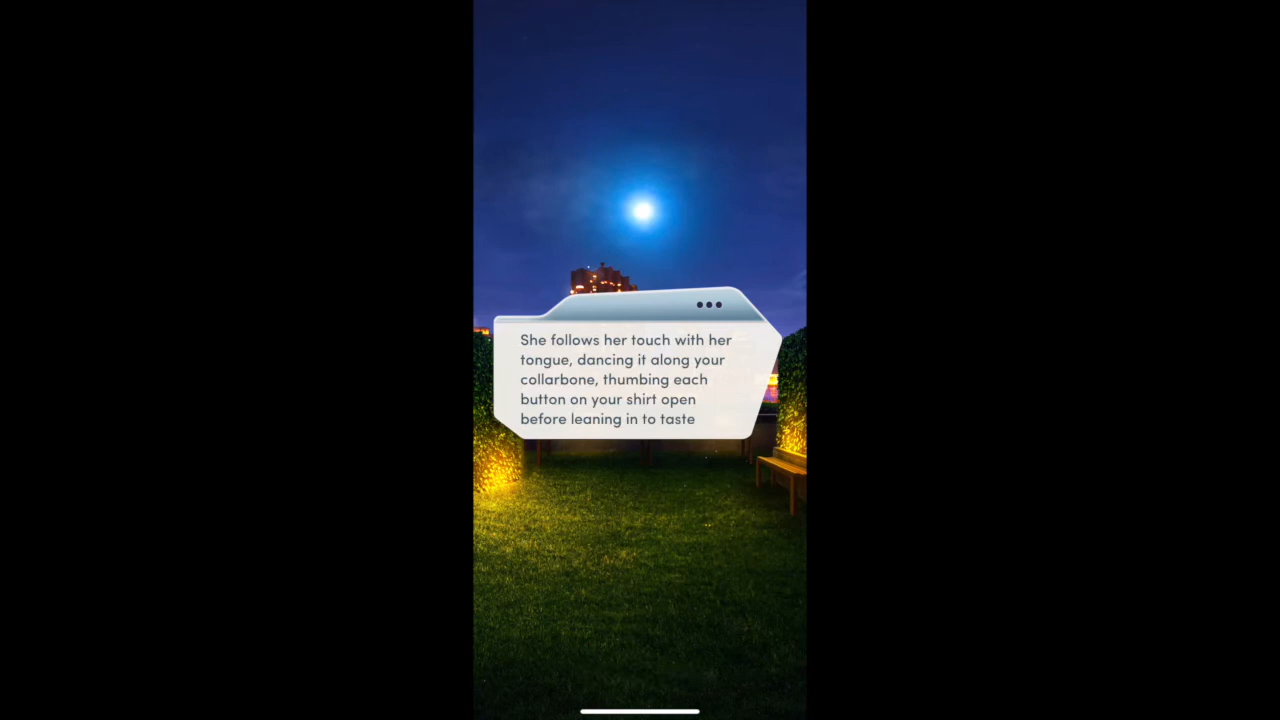 She follows her touch with her
tongue, dancing it along your
collarbone, thumbing each
button on your shirt open
before leaning in to taste